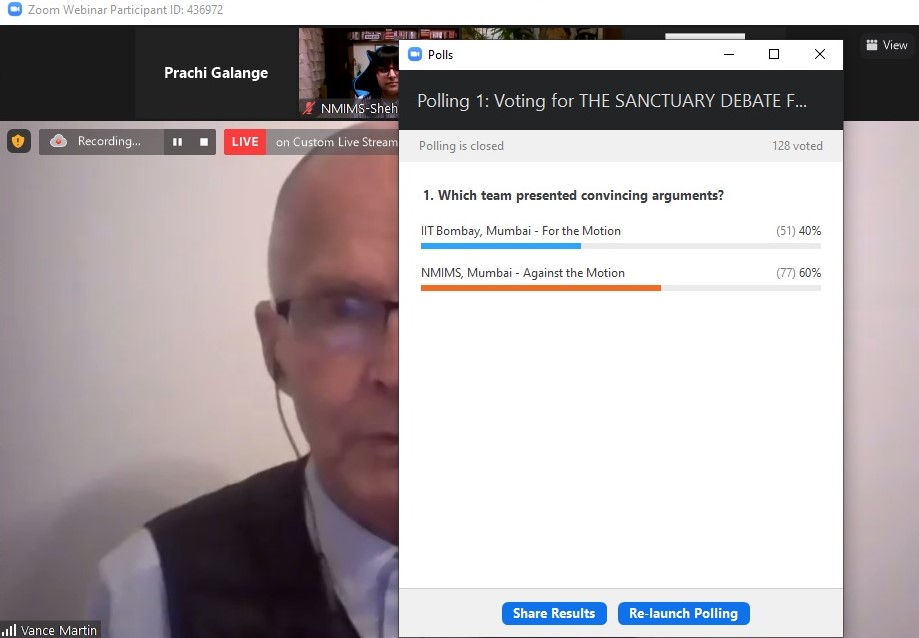 Zoom Webinar Participant ID: 436972
Prachi Galange
NMIMS-Sheh
View
Recording...
LIVE
on Custom Live Stream
Polls
Polling 1: Voting for THE SANCTUARY DEBATE F...
Polling is closed
128 voted
1. Which team presented convincing arguments?
IIT Bombay, Mumbai - For the Motion
(51) 40%
NMIMS, Mumbai - Against the Motion
(77) 60%
Share Results
Re-launch Polling
Vance Martin